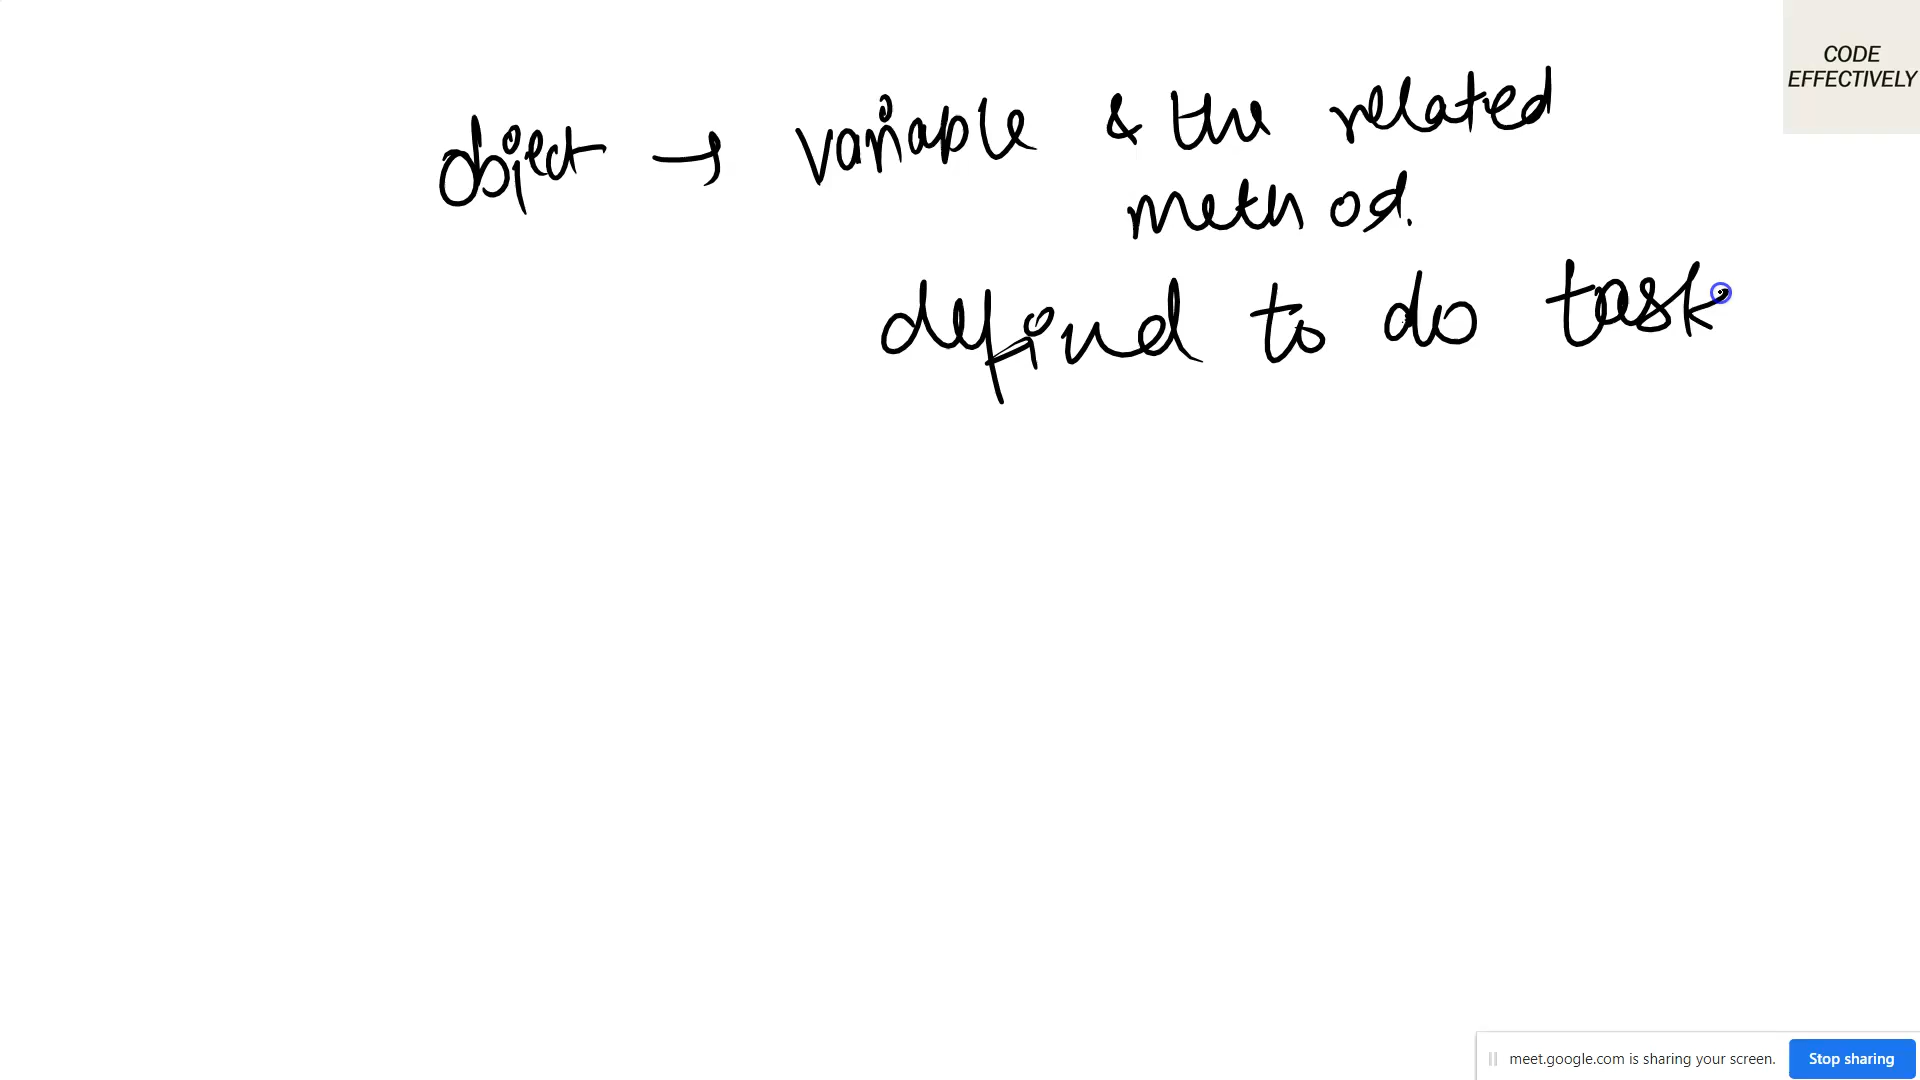 CODE
EFFECTIVELY
object → variable & the related
method.
defined to do task
meet.google.com is sharing your screen.
Stop sharing